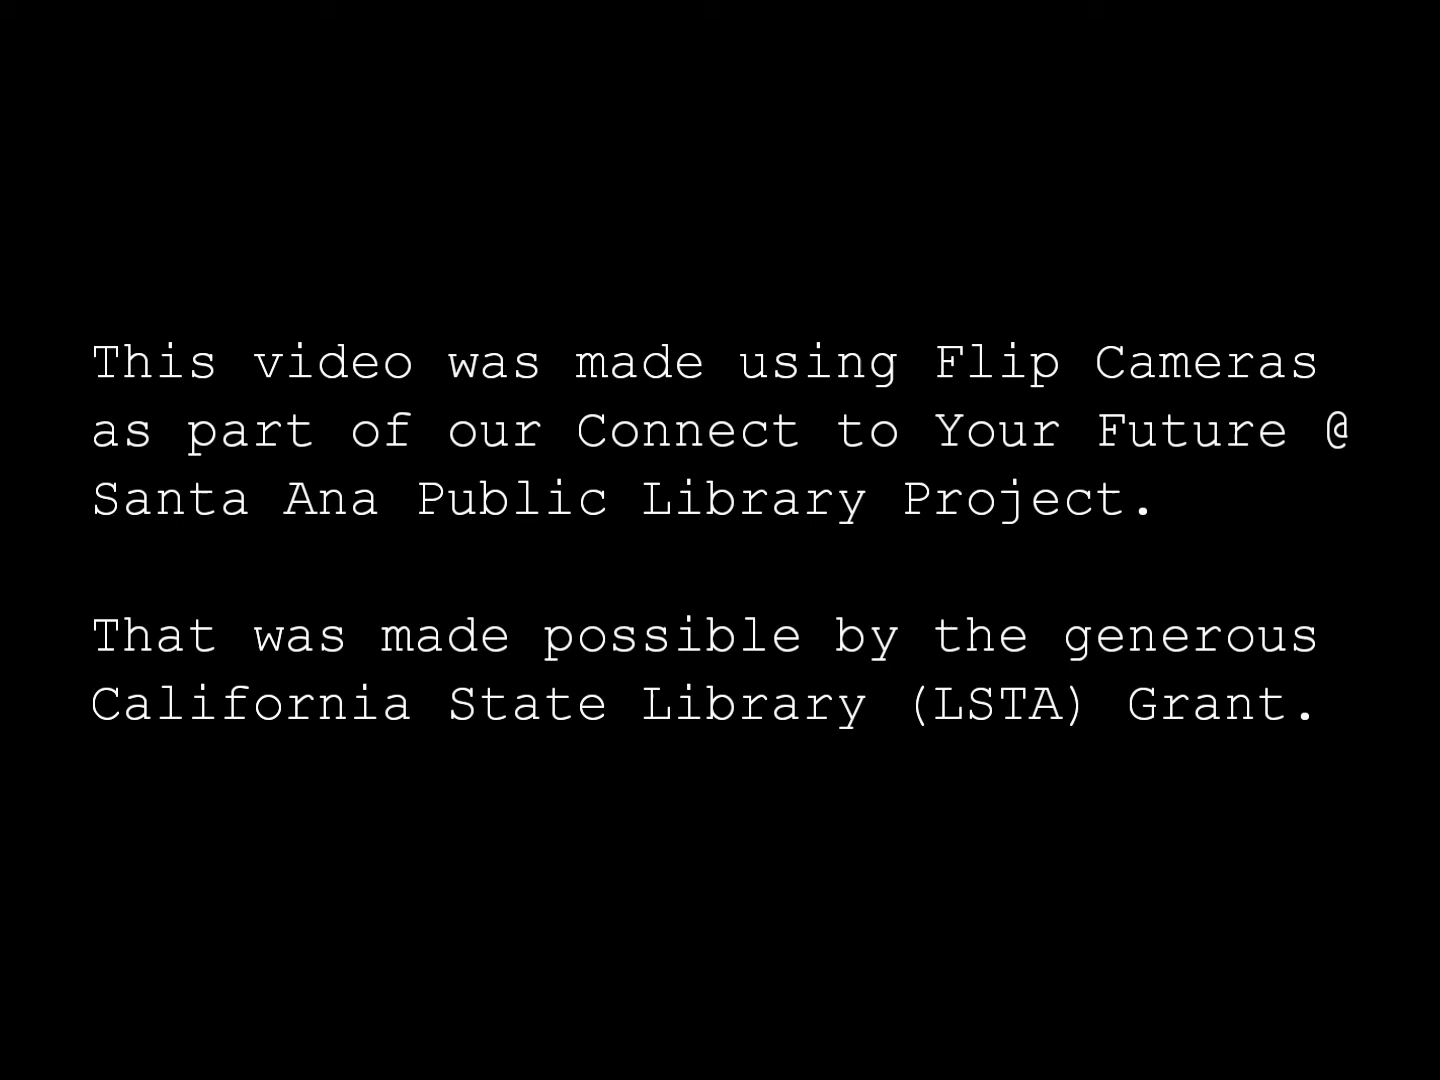 This video was made using Flip Cameras
as part of our Connect to Your Future @
Santa Ana Public Library Project.
That was made possible by the generous
California State Library (LSTA) Grant.